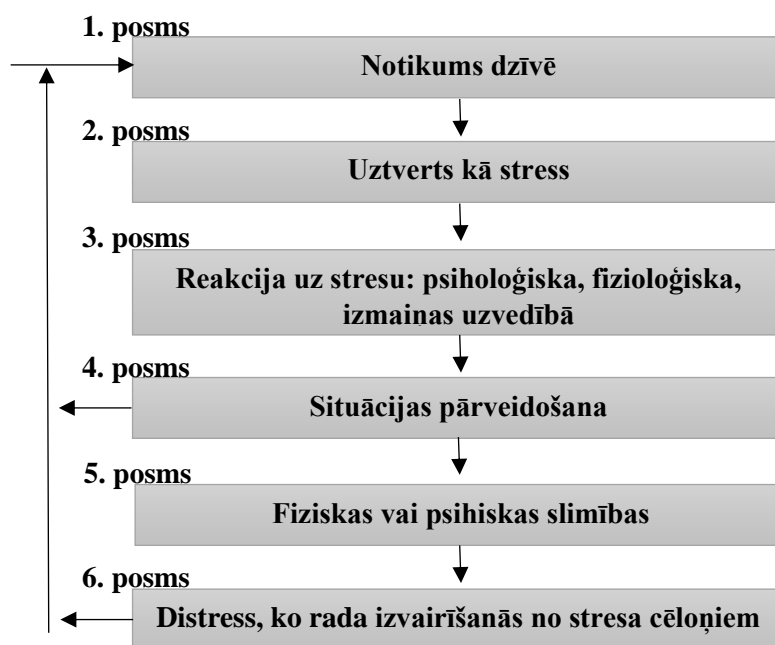 1. posms
Notikums dzīvē
2. posms
Uztverts kā stress
3. posms
Reakcija uz stresu: psiholoģiska, fizioloģiska,
izmaiņas uzvedībā
4. posms
Situācijas pārveidošana
5. posms
Fiziskas vai psihiskas slimības
6. posms
Distress, ko rada izvairīšanās no stresa cēloņiem